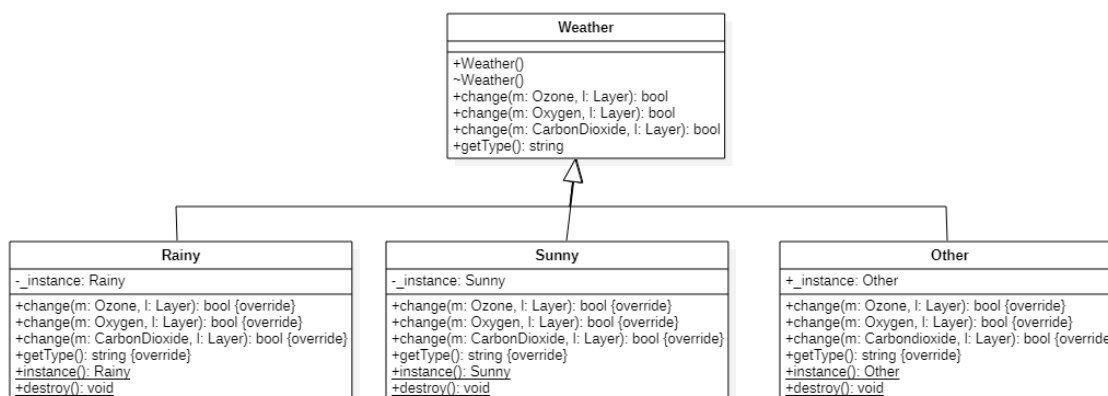 Weather
+Weather()
~Weather()
+change(m: Ozone, l: Layer): bool
+change(m: Oxygen, l: Layer): bool
+change(m: CarbonDioxide, l: Layer): bool
+getType(): string
Rainy
-_instance: Rainy
+change(m: Ozone, l: Layer): bool {override}
+change(m: Oxygen, l: Layer): bool {override}
+change(m: CarbonDioxide, l: Layer): bool {override}
+getType(): string {override}
+instance(): Rainy
+destroy(): void
Sunny
-_instance: Sunny
+change(m: Ozone, l: Layer): bool {override}
+change(m: Oxygen, l: Layer): bool {override}
+change(m: CarbonDioxide, l: Layer): bool {override}
+getType(): string {override}
+instance(): Sunny
+destroy(): void
Other
+_instance: Other
+change(m: Ozone, l: Layer): bool {override}
+change(m: Oxygen, l: Layer): bool {override}
+change(m: Carbondioxide, l: Layer): bool {override
+getType(): string {override}
+instance(): Other
+destroy(): void